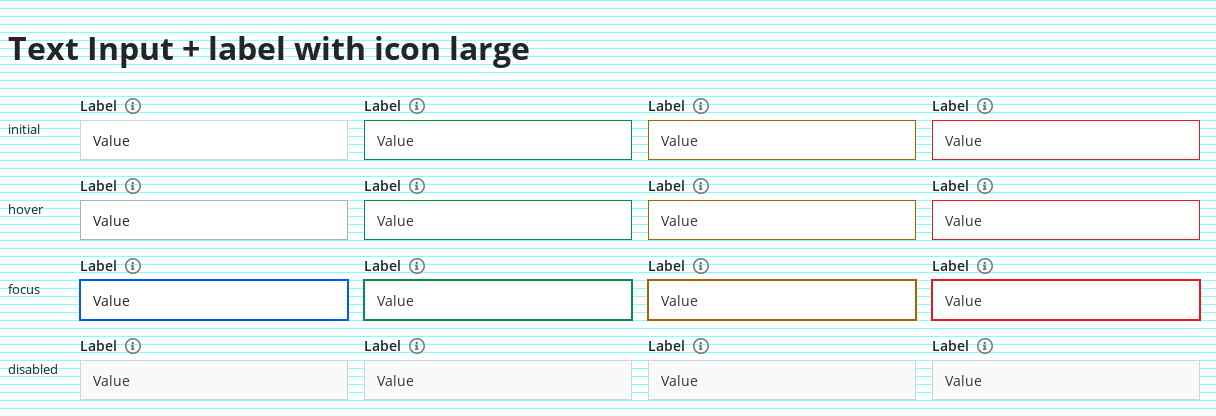 Text Input + label with icon large
Label Label Label Label
initial Value Value Value Value
Label Label Label Label
hover Value Value Value Value
Label Label Label Label
focus Value Value Value Value
Label Label Label Label
disabled Value Value Value Value